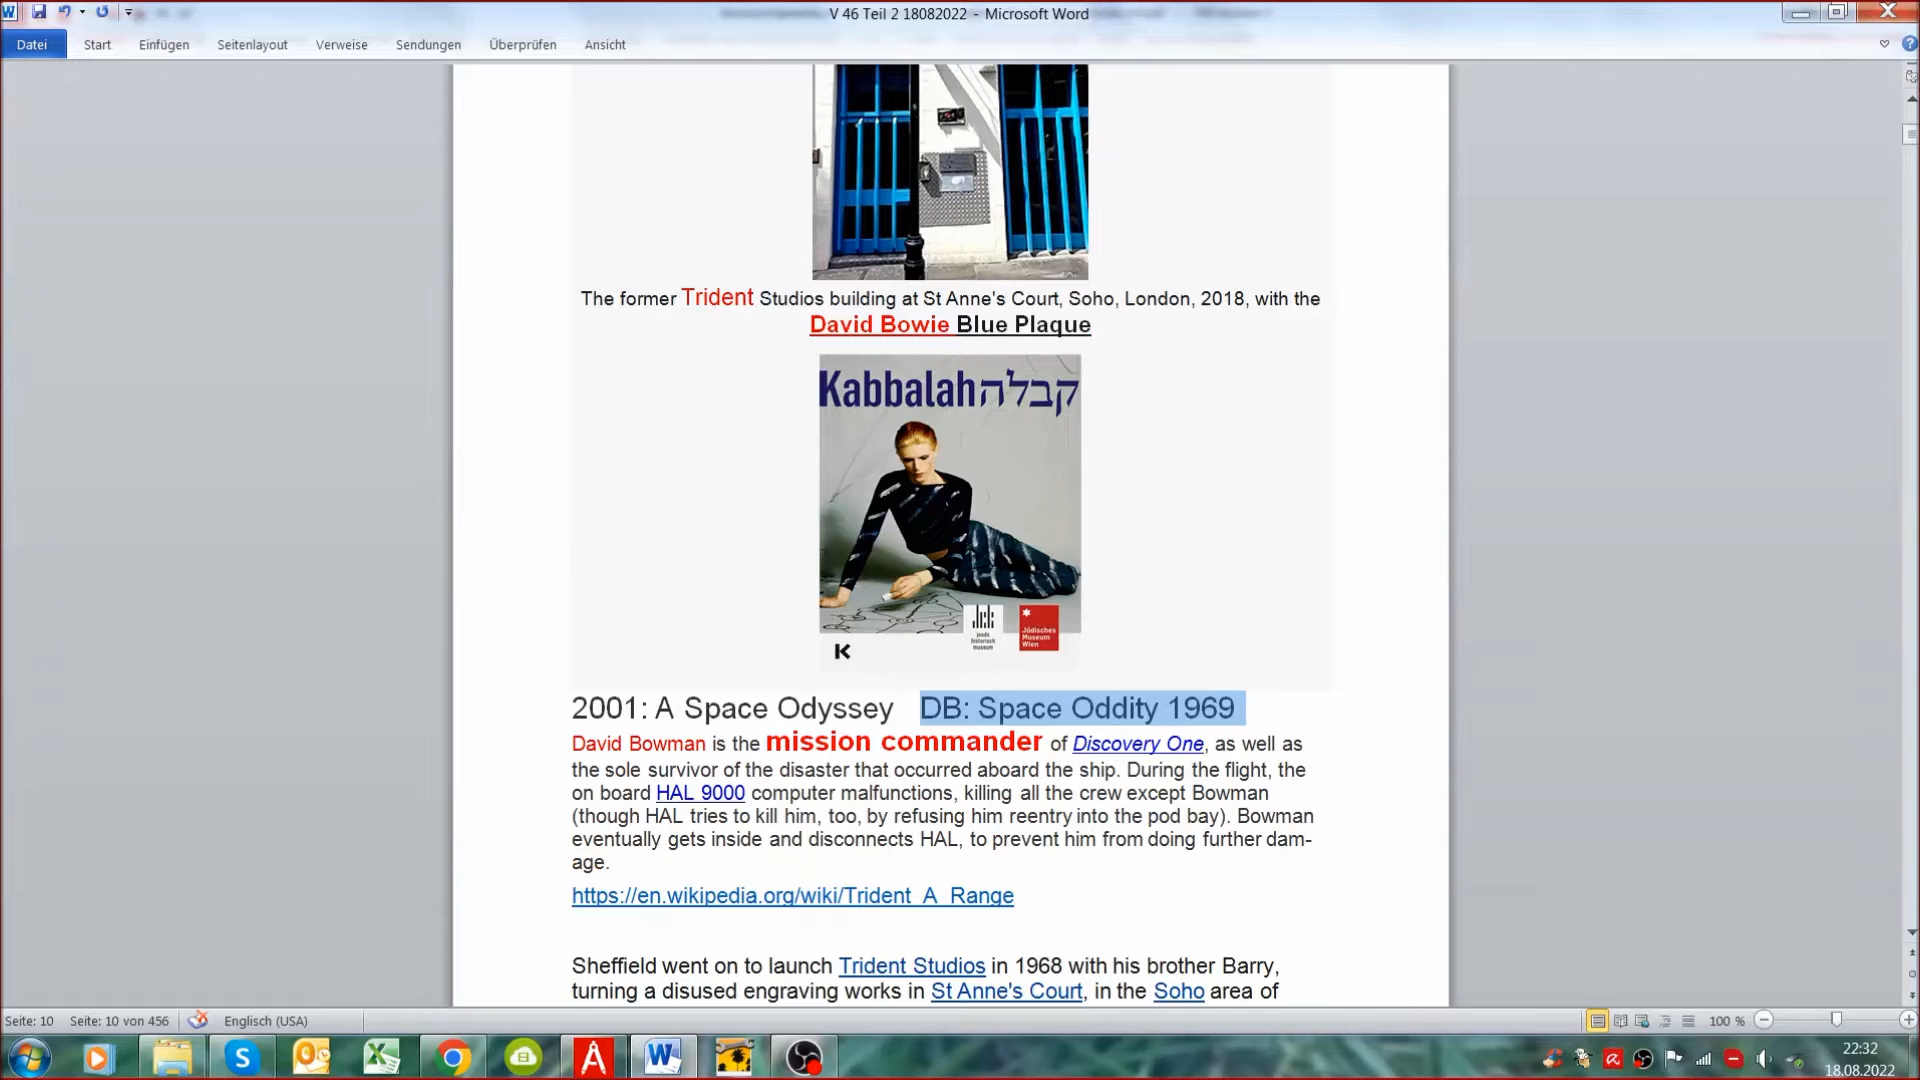 V 46 Teil 2 18082022 - Microsoft Word
Datei Start Einfügen Seitenlayout Verweise Sendungen Überprüfen Ansicht
The former Trident Studios building at St Anne's Court, Soho, London, 2018, with the
David Bowie Blue Plaque
Kabbalah קבלה
joods
historisch
museum
Jüdisches
Museum
Wien
K
2001: A Space Odyssey DB: Space Oddity 1969
David Bowman is the mission commander of Discovery One, as well as
the sole survivor of the disaster that occurred aboard the ship. During the flight, the
on board HAL 9000 computer malfunctions, killing all the crew except Bowman
(though HAL tries to kill him, too, by refusing him reentry into the pod bay). Bowman
eventually gets inside and disconnects HAL, to prevent him from doing further dam-
age.
https://en.wikipedia.org/wiki/Trident_A_Range
Sheffield went on to launch Trident Studios in 1968 with his brother Barry,
turning a disused engraving works in St Anne's Court, in the Soho area of
Seite: 10 Seite: 10 von 456 Englisch (USA) 100 %
22:32
18.08.2022